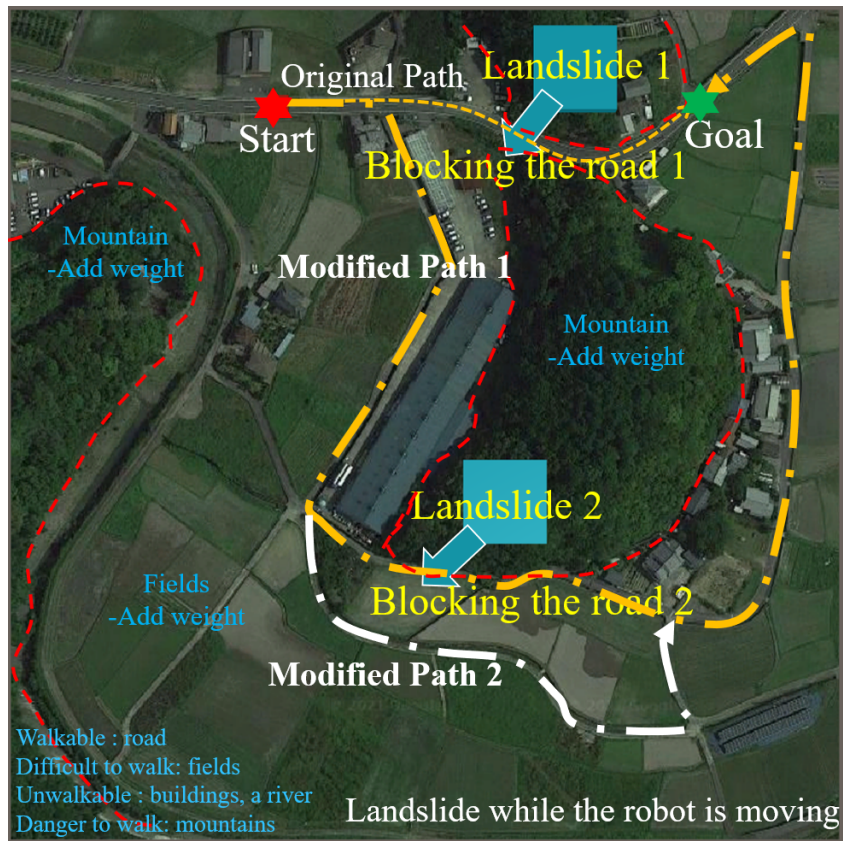 Original Path
Landslide 1
Start
Goal
Blocking the road 1
Mountain
-Add weight
Modified Path 1
Mountain
-Add weight
Landslide 2
Fields
-Add weight
Blocking the road 2
Modified Path 2
Walkable : road
Difficult to walk: fields
Unwalkable : buildings, a river
Danger to walk: mountains
Landslide while the robot is moving